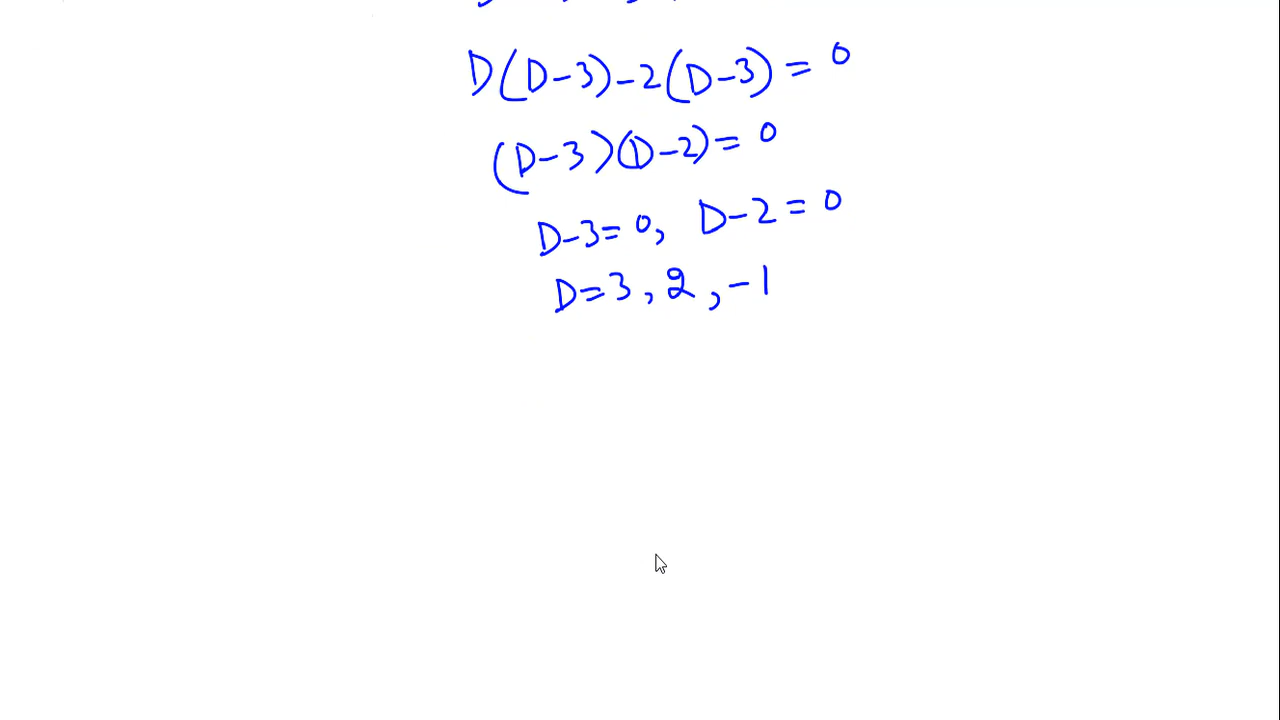 D(D-3)-2(D-3) = 0
(D-3)(D-2) = 0
D-3=0, D-2 = 0
D=3, 2, -1